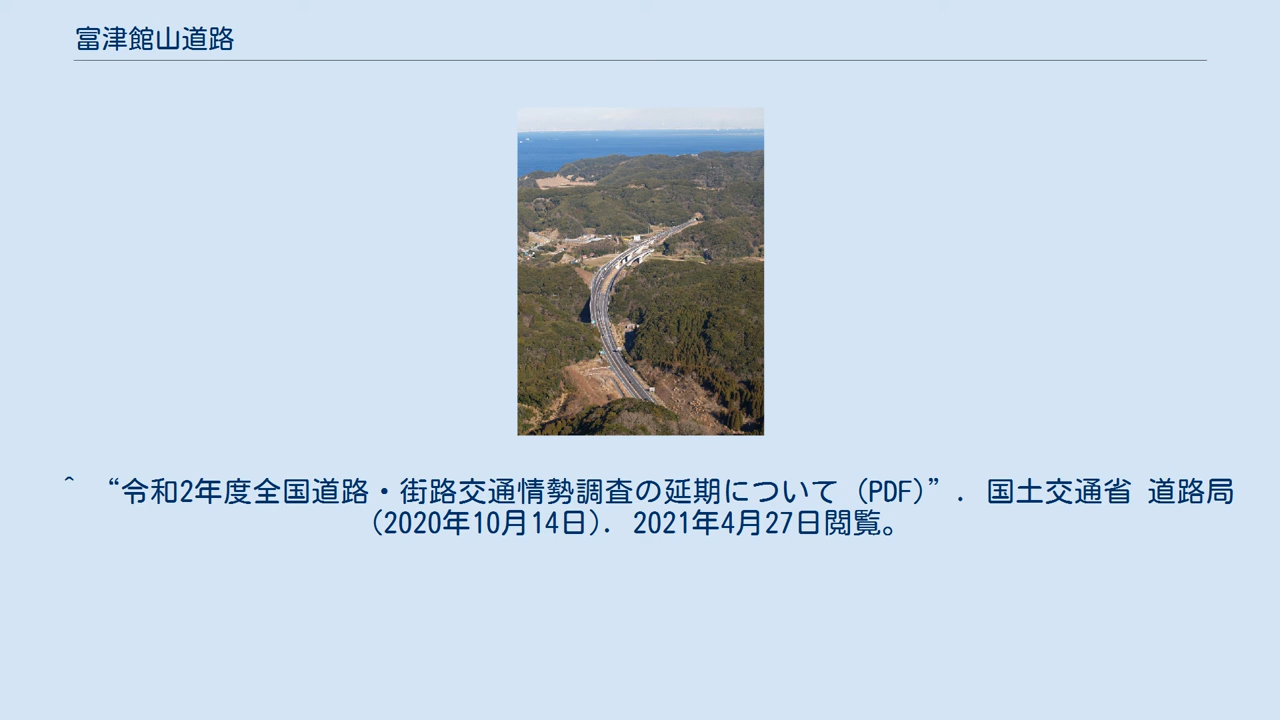 富津館山道路
^ “令和2年度全国道路・街路交通情勢調査の延期について (PDF)”. 国土交通省 道路局
(2020年10月14日). 2021年4月27日閲覧。